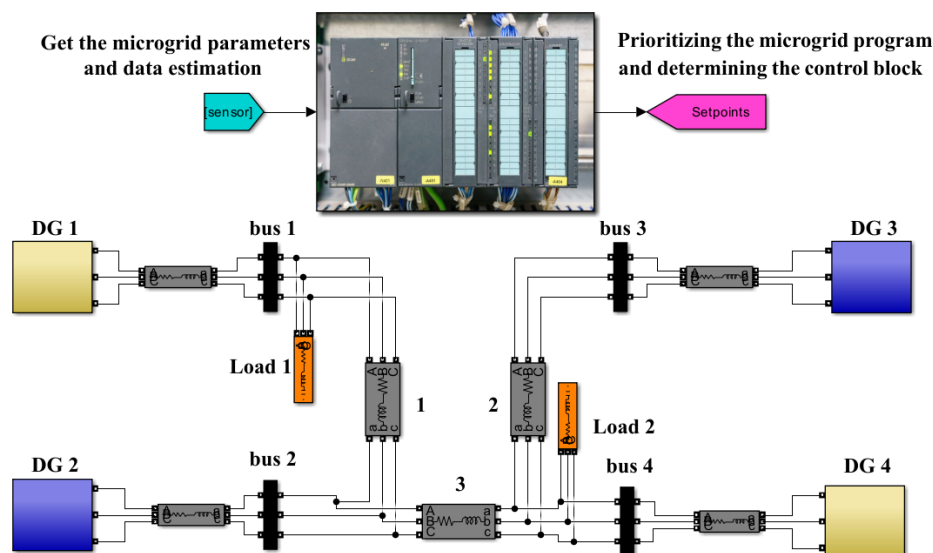 Get the microgrid parameters
and data estimation
Prioritizing the microgrid program
and determining the control block
[sensor]
Setpoints
DG 1
bus 1
bus 3
DG 3
A
C
a
c
A
C
a
c
Load 1
A B C
a b c
1
2
A B C
a b c
Load 2
DG 2
bus 2
3
bus 4
DG 4
A
C
a
c
A
B
C
a
b
c
A
C
a
c